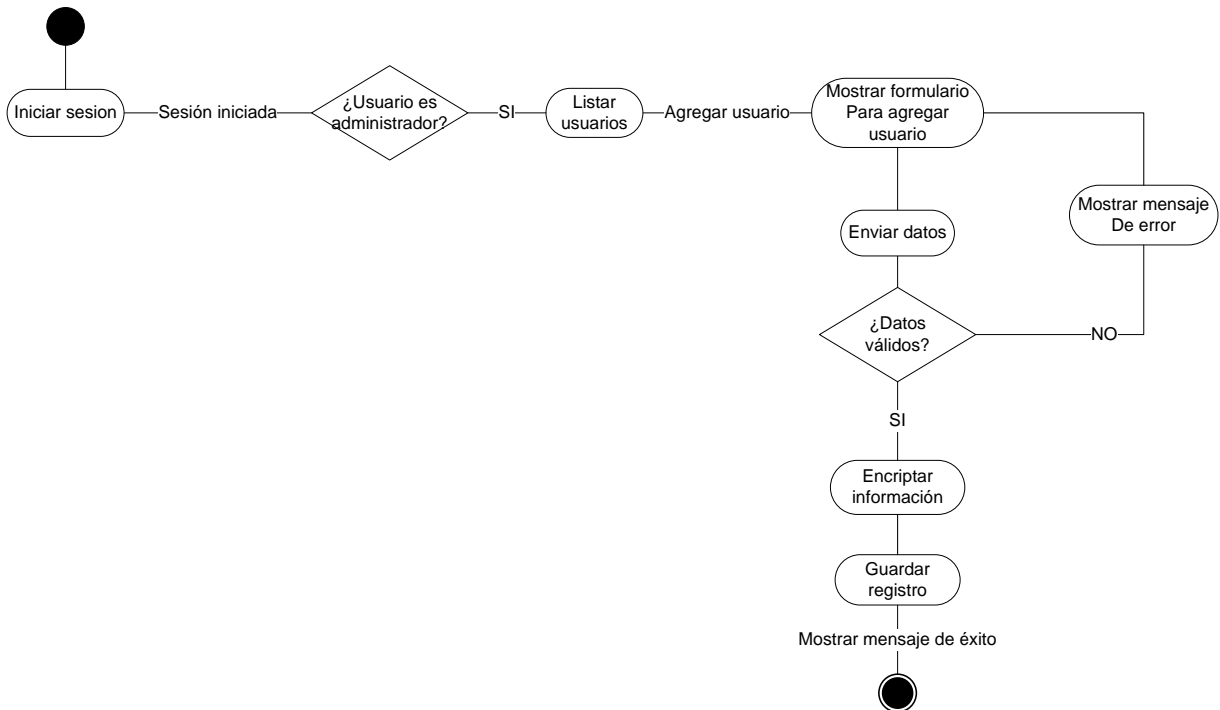 Iniciar sesion
Sesión iniciada
¿Usuario es
administrador?
SI
Listar
usuarios
Agregar usuario
Mostrar formulario
Para agregar
usuario
Mostrar mensaje
De error
Enviar datos
¿Datos
válidos?
NO
SI
Encriptar
información
Guardar
registro
Mostrar mensaje de éxito